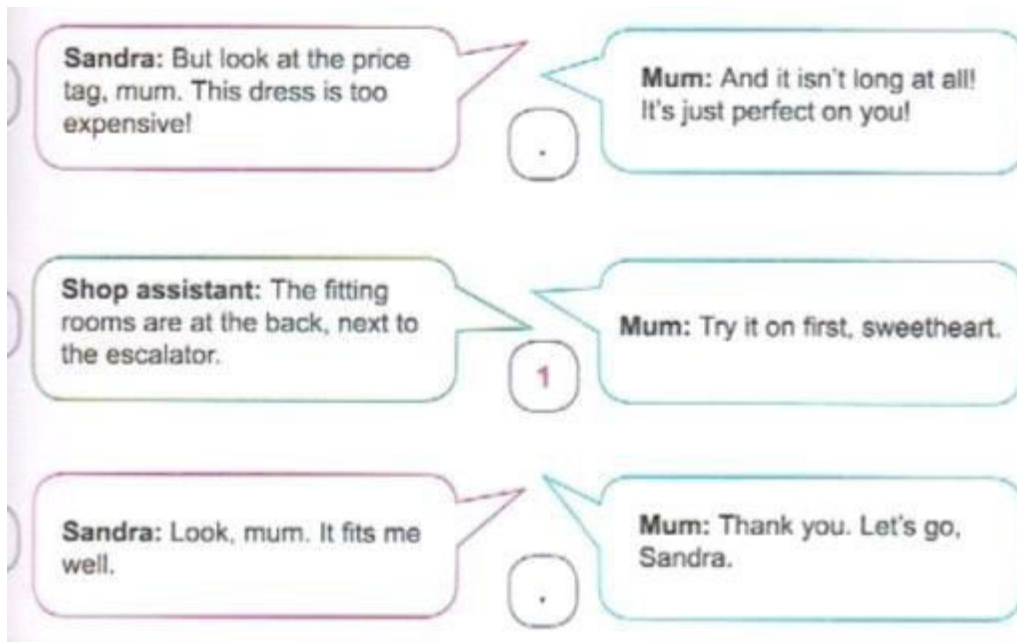 Sandra: But look at the price
tag, mum. This dress is too
expensive!
.
Mum: And it isn't long at all!
It's just perfect on you!
Shop assistant: The fitting
rooms are at the back, next to
the escalator.
1
Mum: Try it on first, sweetheart.
Sandra: Look, mum. It fits me
well.
.
Mum: Thank you. Let's go,
Sandra.